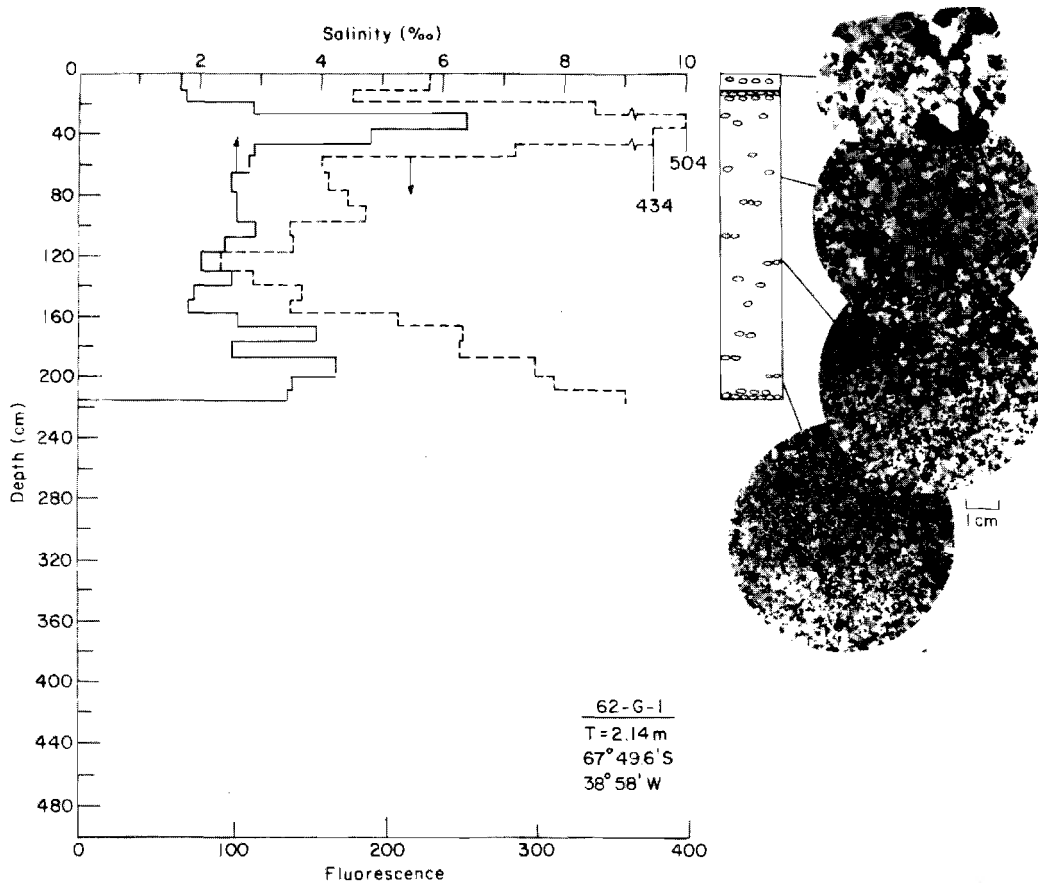 Salinity (‰)
0 2 4 6 8 10
0
40
80
120
160
200
240
280
320
360
400
440
480
Depth (cm)
504
434
1 cm
62-G-1
T=2.14m
67° 49.6' S
38° 58' W
0 100 200 300 400
Fluorescence